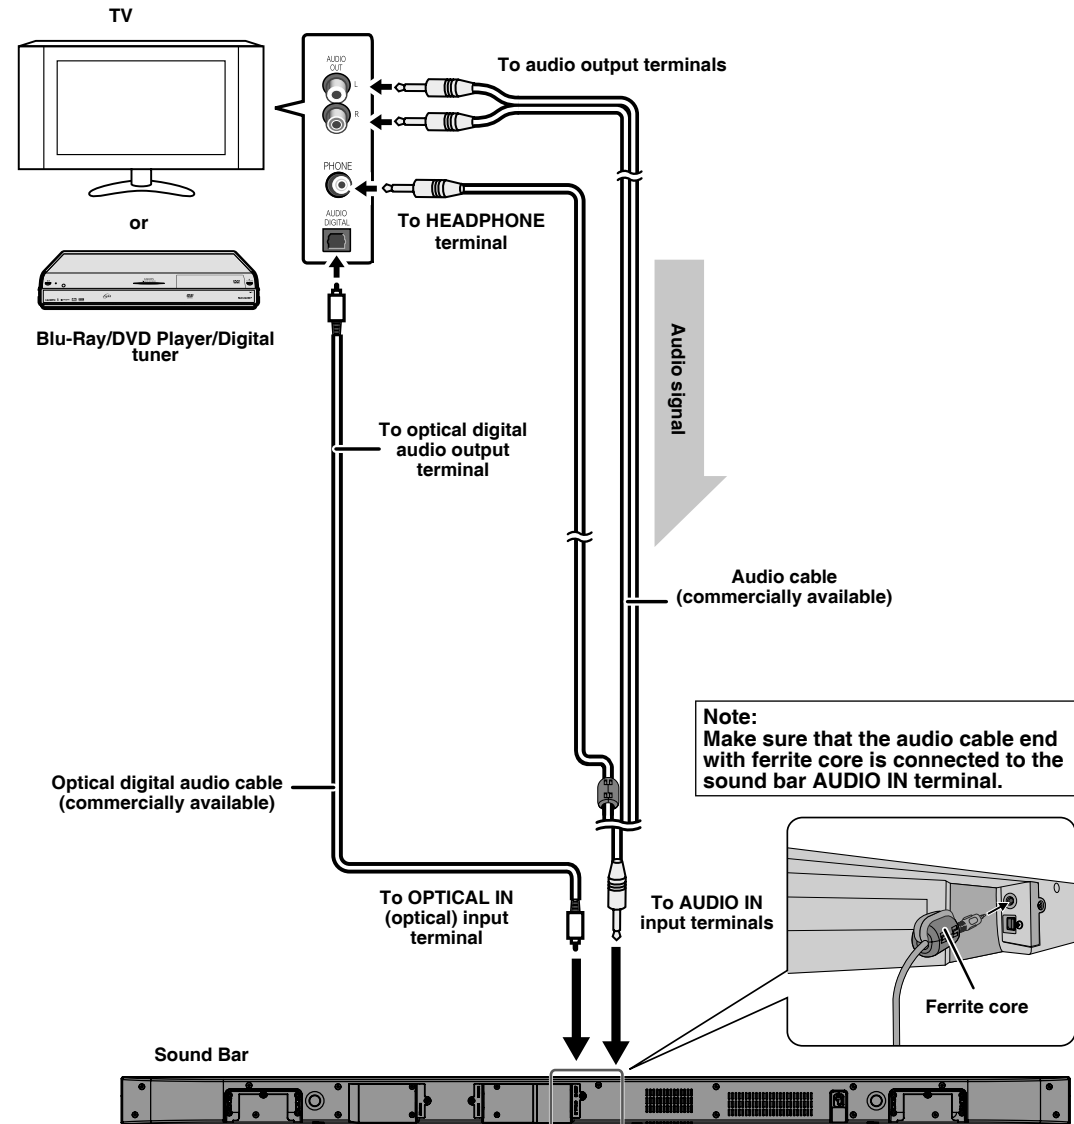 TV
AUDIO
OUT
L
R
To audio output terminals
PHONE
To HEADPHONE
terminal
AUDIO
DIGITAL
or
Blu-Ray/DVD Player/Digital
tuner
Audio signal
To optical digital
audio output
terminal
Audio cable
(commercially available)
Note:
Make sure that the audio cable end
with ferrite core is connected to the
sound bar AUDIO IN terminal.
Optical digital audio cable
(commercially available)
To OPTICAL IN
(optical) input
terminal
To AUDIO IN
input terminals
Ferrite core
Sound Bar